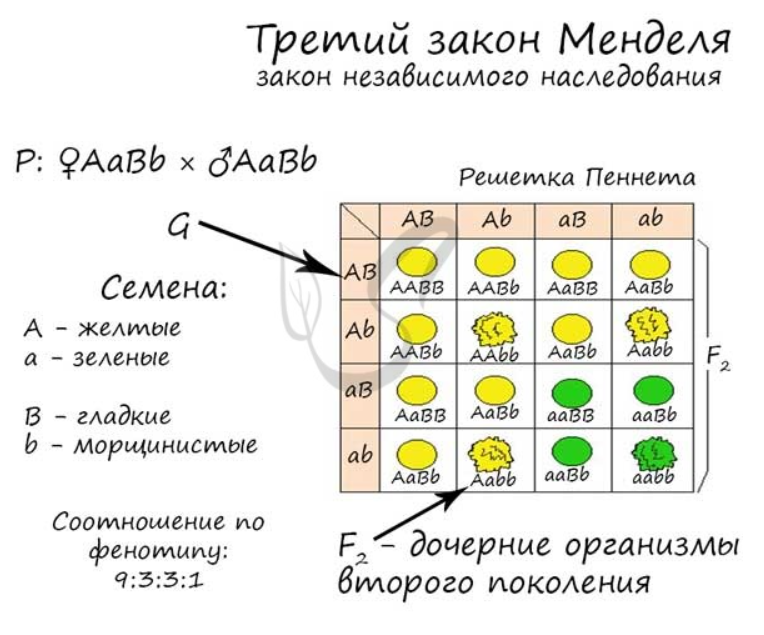 Третий закон Менделя
закон независимого наследования
P: ♀AaBb × ♂AaBb
Решетка Пеннета
G
AB Ab aB ab
AB
AABB AABb AaBB AaBb
Ab
AABb AAbb AaBb Aabb
aB
AaBB AaBb aaBB aaBb
ab
AaBb Aabb aaBb aabb
F₂
Семена:
A - желтые
a - зеленые
B - гладкие
b - морщинистые
Соотношение по
фенотипу:
9:3:3:1
F₂ - дочерние организмы
второго поколения